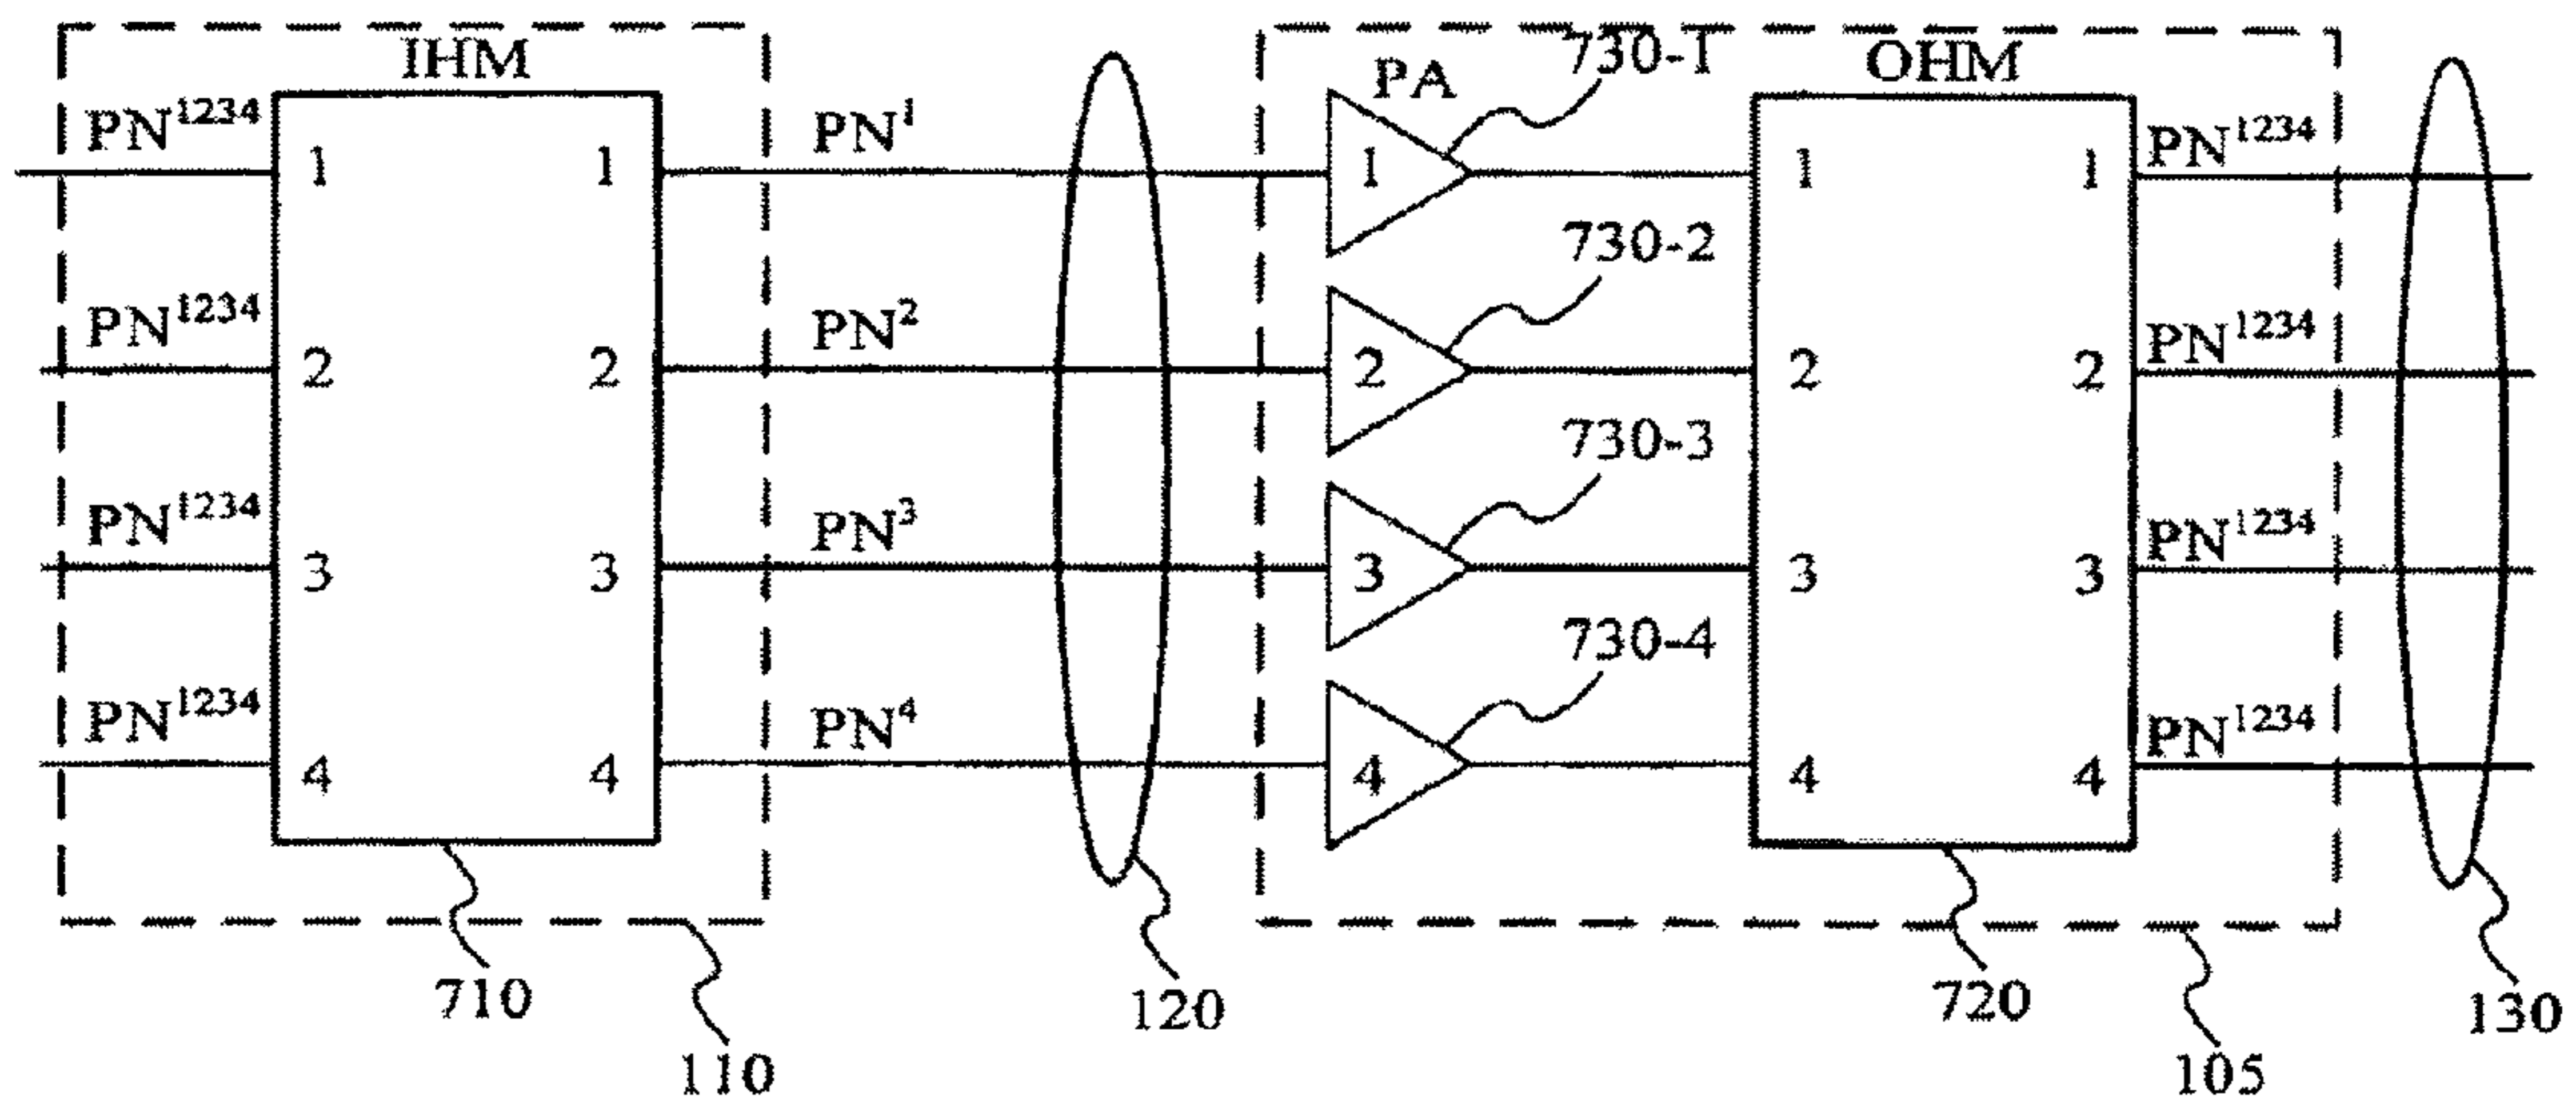 IHM
PA
730-1
OHM
PN¹²³⁴ 1 1 PN¹ 1 1 1 PN¹²³⁴
730-2
PN¹²³⁴ 2 2 PN² 2 2 2 PN¹²³⁴
730-3
PN¹²³⁴ 3 3 PN³ 3 3 3 PN¹²³⁴
730-4
PN¹²³⁴ 4 4 PN⁴ 4 4 4 PN¹²³⁴
710
110
120
720
105
130